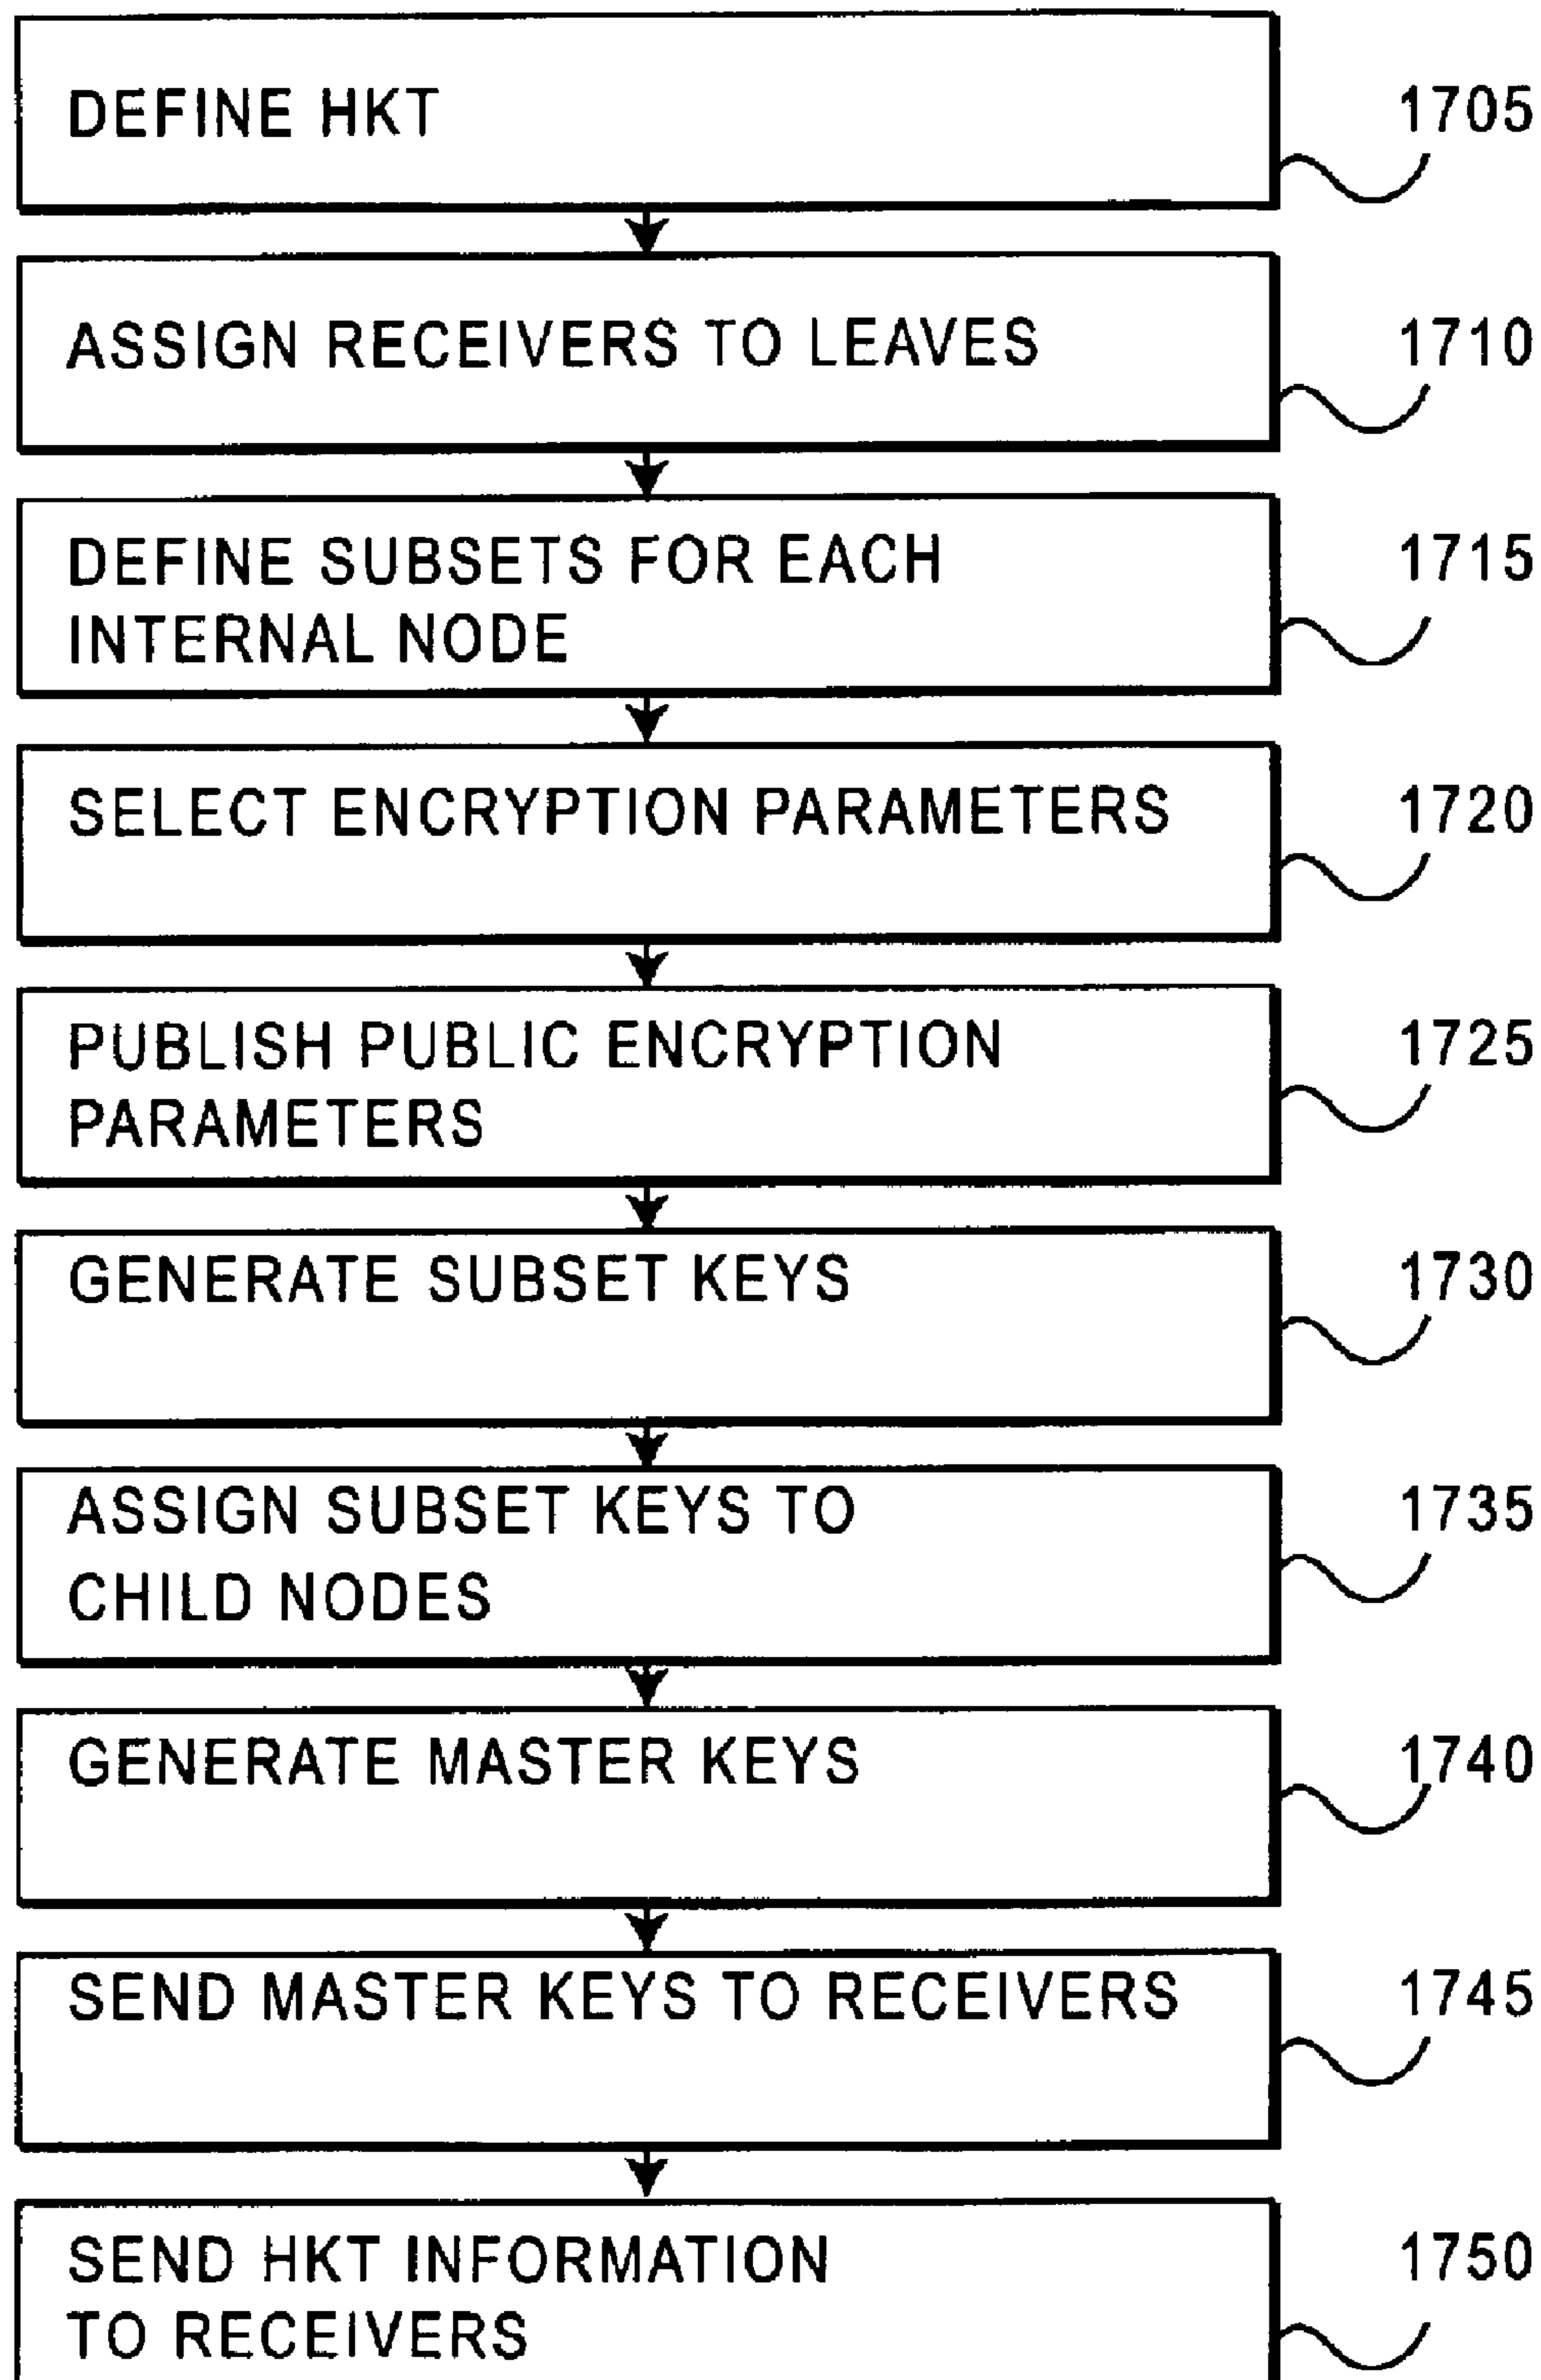 DEFINE HKT
1705
ASSIGN RECEIVERS TO LEAVES
1710
DEFINE SUBSETS FOR EACH
INTERNAL NODE
1715
SELECT ENCRYPTION PARAMETERS
1720
PUBLISH PUBLIC ENCRYPTION
PARAMETERS
1725
GENERATE SUBSET KEYS
1730
ASSIGN SUBSET KEYS TO
CHILD NODES
1735
GENERATE MASTER KEYS
1740
SEND MASTER KEYS TO RECEIVERS
1745
SEND HKT INFORMATION
TO RECEIVERS
1750